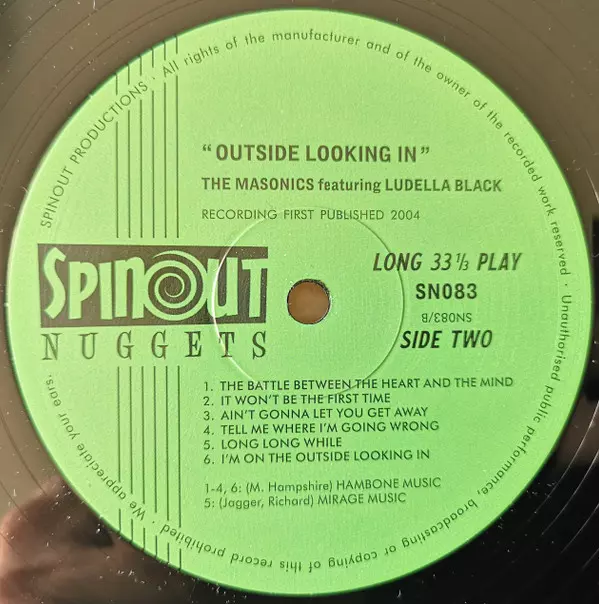 SPINOUT PRODUCTIONS · All rights of the manufacturer and of the owner of the recorded work reserved · Unauthorised public performance, broadcasting or copying of this record prohibited · We appreciate your ears.
"OUTSIDE LOOKING IN"
THE MASONICS featuring LUDELLA BLACK
RECORDING FIRST PUBLISHED 2004
SPINOUT
NUGGETS
LONG 33 1/3 PLAY
SN083
SN083/B
SIDE TWO
1. THE BATTLE BETWEEN THE HEART AND THE MIND
2. IT WON'T BE THE FIRST TIME
3. AIN'T GONNA LET YOU GET AWAY
4. TELL ME WHERE I'M GOING WRONG
5. LONG LONG WHILE
6. I'M ON THE OUTSIDE LOOKING IN
1-4, 6: (M. Hampshire) HAMBONE MUSIC
5: (Jagger, Richard) MIRAGE MUSIC